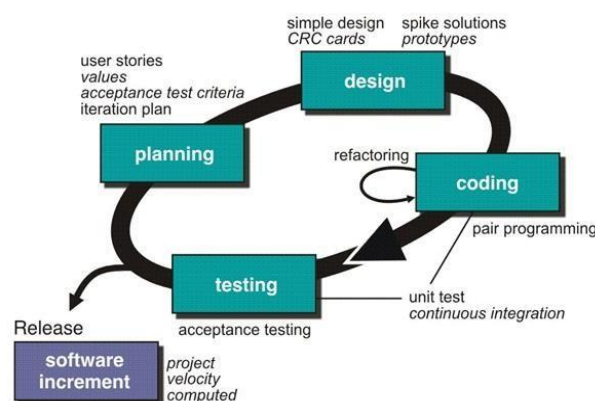 simple design
CRC cards
spike solutions
prototypes
user stories
values
acceptance test criteria
iteration plan
design
planning
refactoring
coding
pair programming
testing
unit test
continuous integration
acceptance testing
Release
software
increment
project
velocity
computed